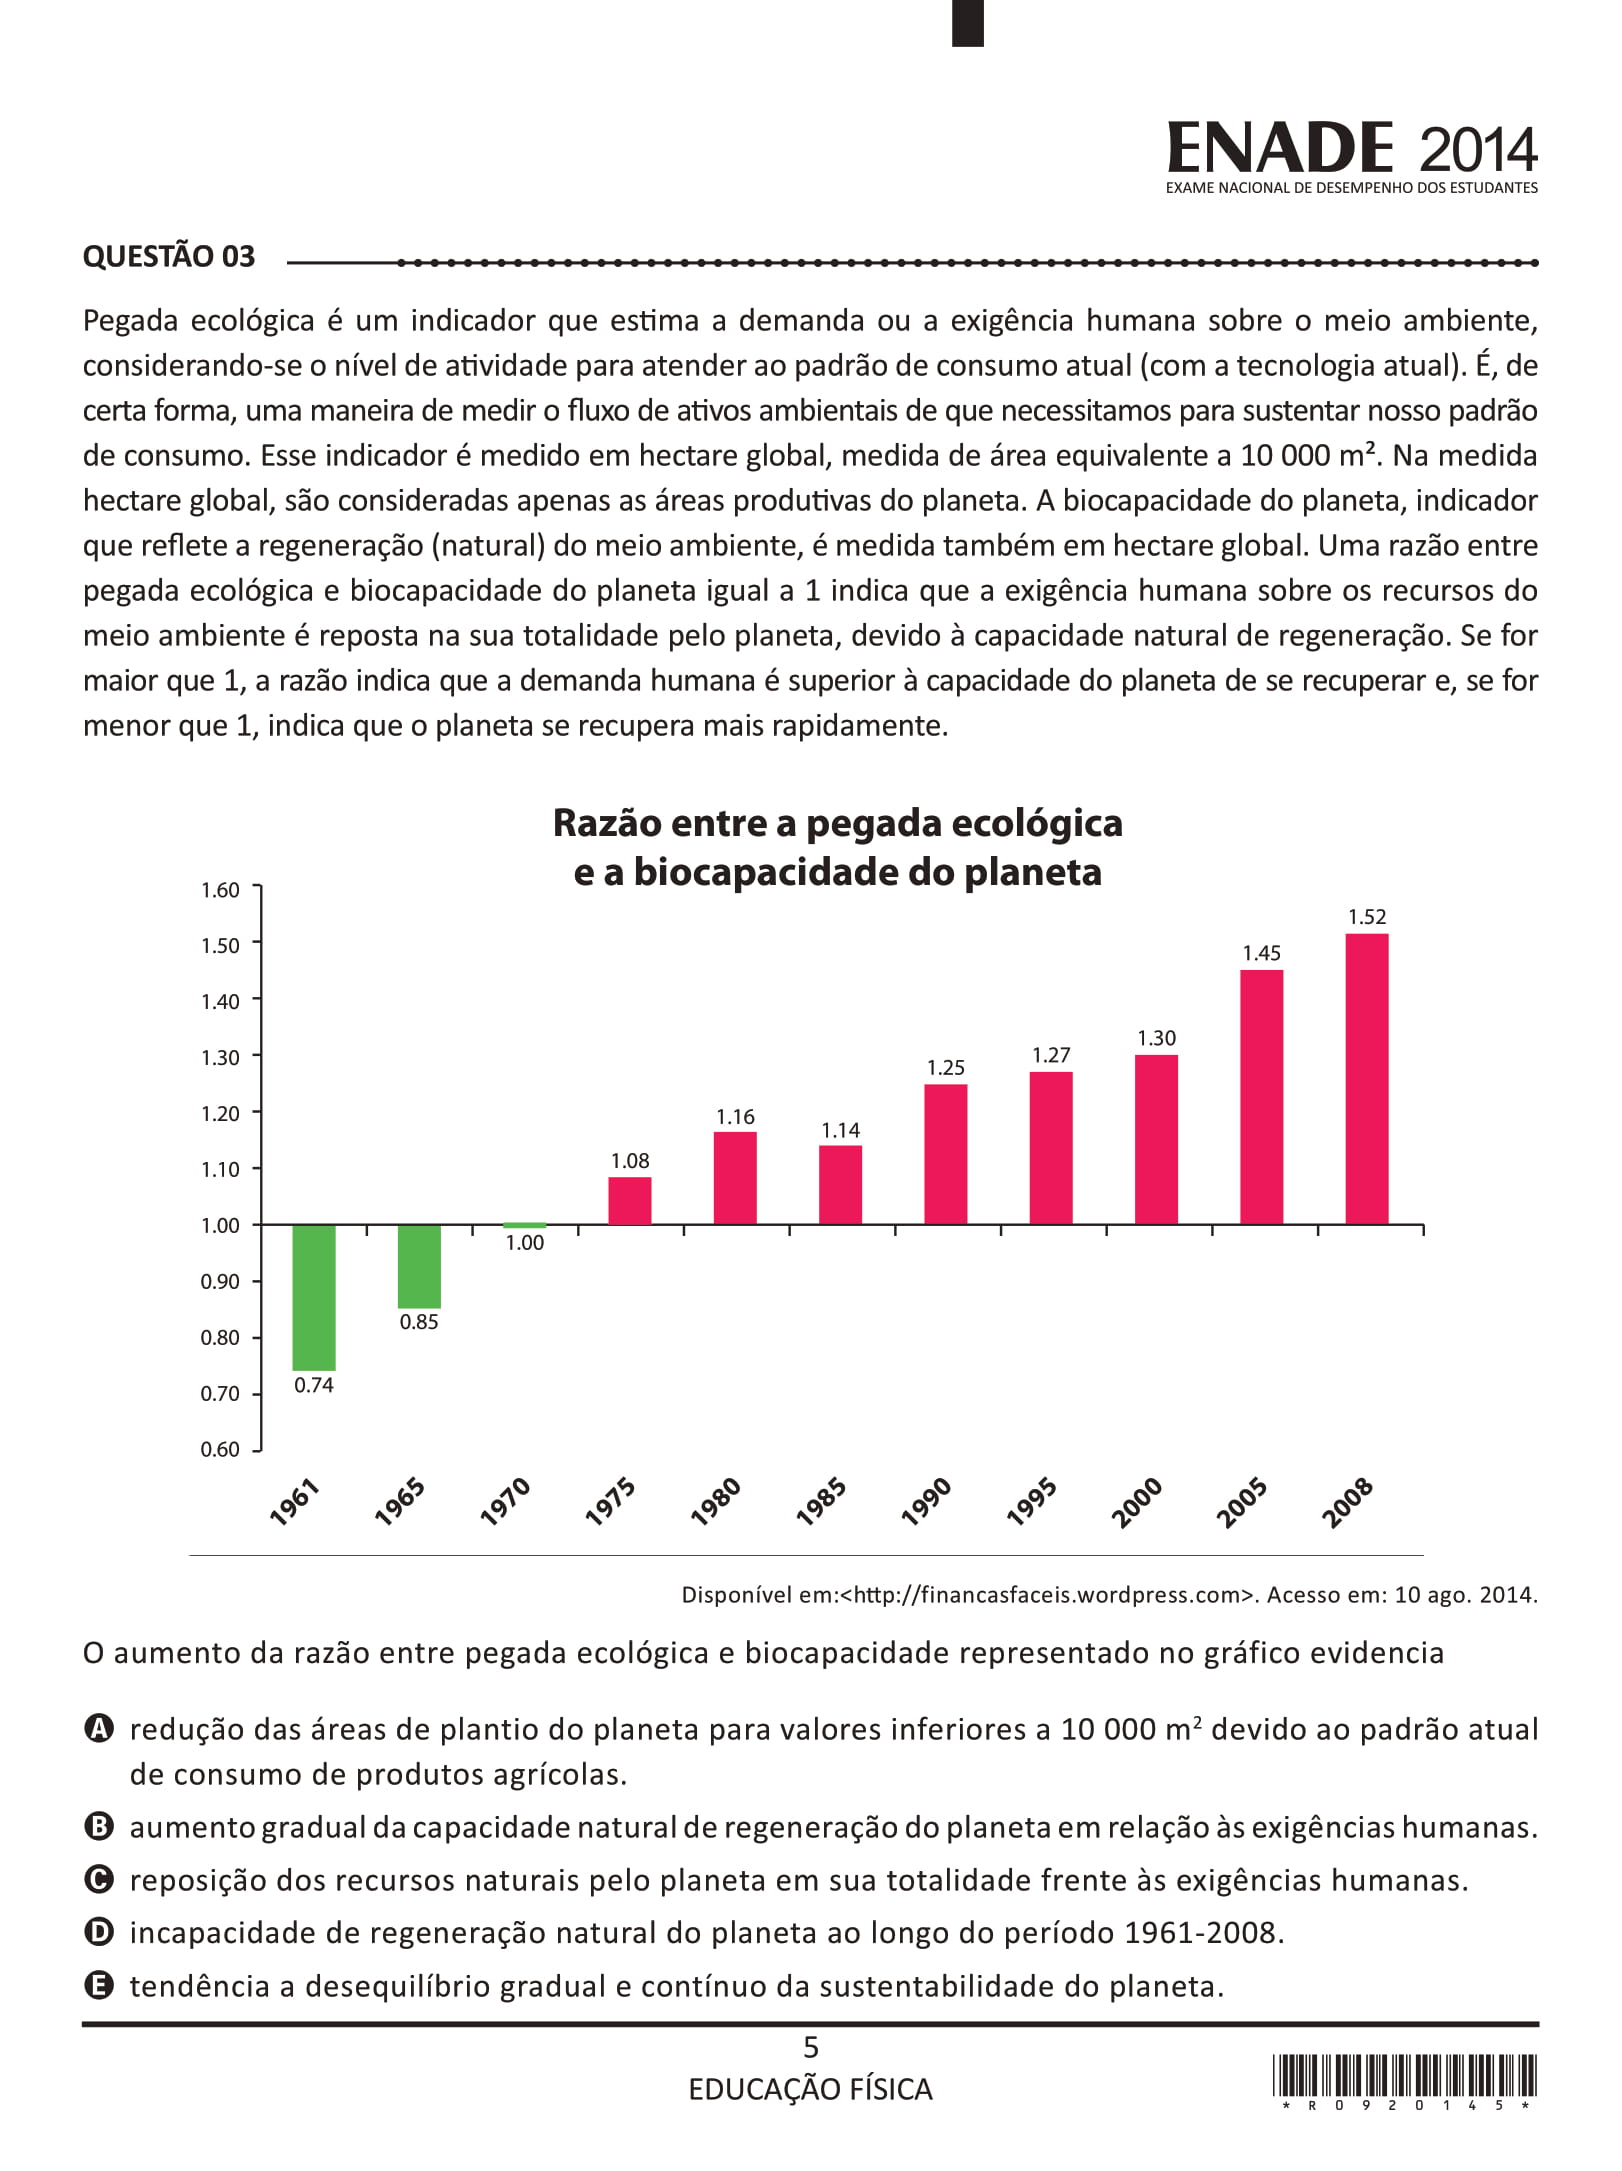 ENADE 2014
EXAME NACIONAL DE DESEMPENHO DOS ESTUDANTES
QUESTÃO 03
Pegada ecológica é um indicador que estima a demanda ou a exigência humana sobre o meio ambiente,
considerando-se o nível de atividade para atender ao padrão de consumo atual (com a tecnologia atual). É, de
certa forma, uma maneira de medir o fluxo de ativos ambientais de que necessitamos para sustentar nosso padrão
de consumo. Esse indicador é medido em hectare global, medida de área equivalente a 10 000 m². Na medida
hectare global, são consideradas apenas as áreas produtivas do planeta. A biocapacidade do planeta, indicador
que reflete a regeneração (natural) do meio ambiente, é medida também em hectare global. Uma razão entre
pegada ecológica e biocapacidade do planeta igual a 1 indica que a exigência humana sobre os recursos do
meio ambiente é reposta na sua totalidade pelo planeta, devido à capacidade natural de regeneração. Se for
maior que 1, a razão indica que a demanda humana é superior à capacidade do planeta de se recuperar e, se for
menor que 1, indica que o planeta se recupera mais rapidamente.
Razão entre a pegada ecológica
e a biocapacidade do planeta
1.60
1.50
1.40
1.30
1.20
1.10
1.00
0.90
0.80
0.70
0.60
0.74
0.85
1.00
1.08
1.16
1.14
1.25
1.27
1.30
1.45
1.52
1961
1965
1970
1975
1980
1985
1990
1995
2000
2005
2008
Disponível em:<http://financasfaceis.wordpress.com>. Acesso em: 10 ago. 2014.
O aumento da razão entre pegada ecológica e biocapacidade representado no gráfico evidencia
A redução das áreas de plantio do planeta para valores inferiores a 10 000 m² devido ao padrão atual
de consumo de produtos agrícolas.
B aumento gradual da capacidade natural de regeneração do planeta em relação às exigências humanas.
C reposição dos recursos naturais pelo planeta em sua totalidade frente às exigências humanas.
D incapacidade de regeneração natural do planeta ao longo do período 1961-2008.
E tendência a desequilíbrio gradual e contínuo da sustentabilidade do planeta.
5
EDUCAÇÃO FÍSICA
* R 0 9 2 0 1 4 5 *